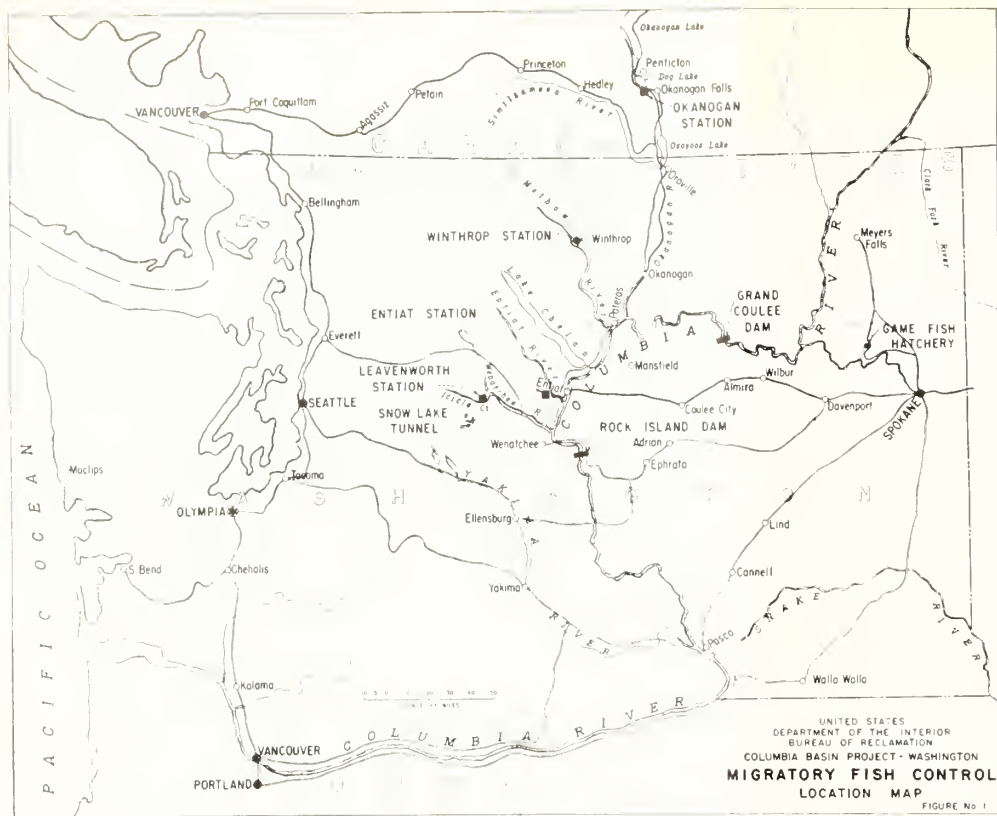 Okanogan Lake
Penticton
Dog Lake
Okanogan Falls
OKANOGAN
STATION
Princeton
Hedley
Petain
Agassiz
Port Coquitlam
VANCOUVER
Similkameen River
Osoyoos Lake
CANADA
Oroville
Bellingham
Methow River
WINTHROP STATION
Winthrop
Okanogan R
Okanogan
Pateros
Meyers
Falls
Clark Fork
River
GRAND
COULEE
DAM
GAME FISH
HATCHERY
COLUMBIA RIVER
Lake Chelan
Entiat River
ENTIAT STATION
Everett
LEAVENWORTH
STATION
Icicle Cr
SNOW LAKE
TUNNEL
Entiat
Mansfield
Almira
Wilbur
Coulee City
Davenport
SPOKANE
SEATTLE
Wenatchee
ROCK ISLAND DAM
Adrian
Ephrata
PACIFIC OCEAN
Moclips
Tacoma
OLYMPIA
WASHINGTON
YAKIMA RIVER
Ellensburg
Lind
S Bend
Chehalis
Yakima
Connell
Pasco
SNAKE RIVER
Walla Walla
Kalama
VANCOUVER
PORTLAND
COLUMBIA RIVER
UNITED STATES
DEPARTMENT OF THE INTERIOR
BUREAU OF RECLAMATION
COLUMBIA BASIN PROJECT - WASHINGTON
MIGRATORY FISH CONTROL
LOCATION MAP
FIGURE No 1